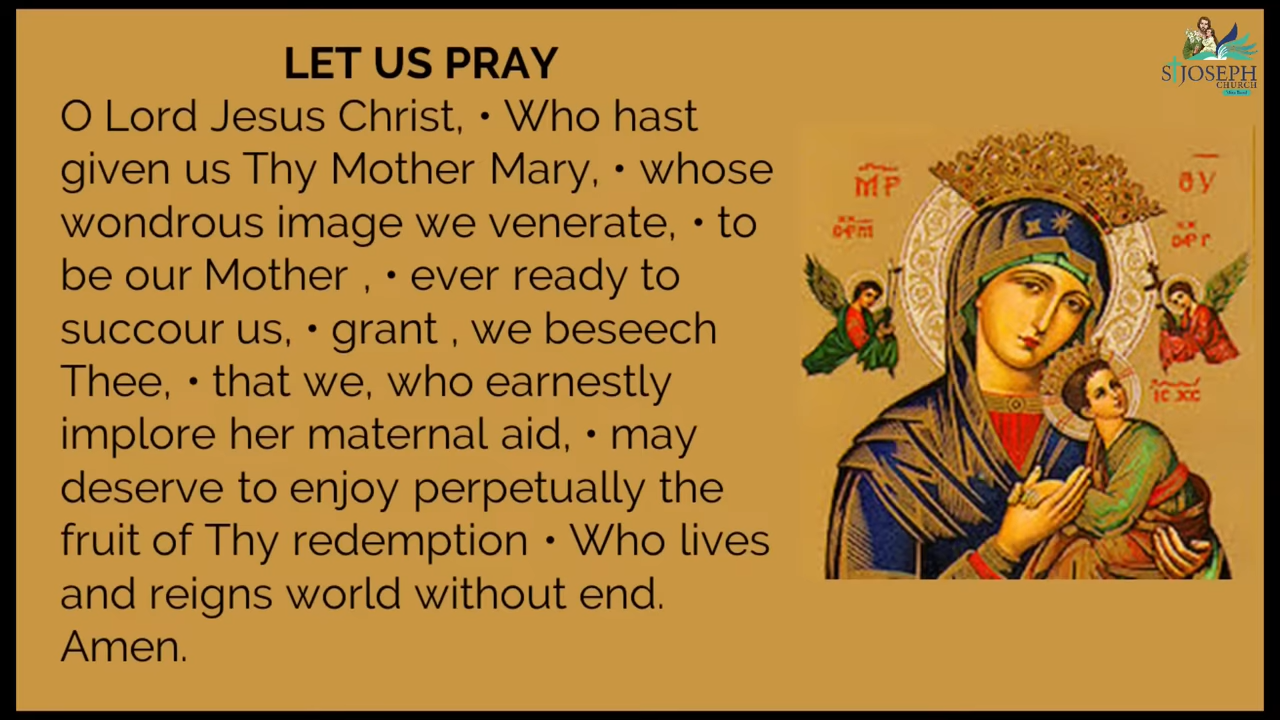 LET US PRAY
O Lord Jesus Christ, • Who hast
given us Thy Mother Mary, • whose
wondrous image we venerate, • to
be our Mother , • ever ready to
succour us, • grant , we beseech
Thee, • that we, who earnestly
implore her maternal aid, • may
deserve to enjoy perpetually the
fruit of Thy redemption • Who lives
and reigns world without end.
Amen.
ST JOSEPH
CHURCH
IC XC